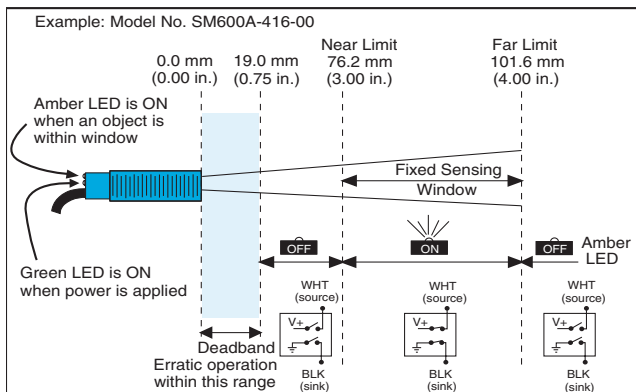 Example: Model No. SM600A-416-00
0.0 mm
(0.00 in.)
19.0 mm
(0.75 in.)
Near Limit
76.2 mm
(3.00 in.)
Far Limit
101.6 mm
(4.00 in.)
Amber LED is ON
when an object is
within window
Fixed Sensing
Window
OFF
ON
OFF
Amber
LED
Green LED is ON
when power is applied
Deadband
Erratic operation
within this range
WHT
(source)
V+
BLK
(sink)
WHT
(source)
V+
BLK
(sink)
WHT
(source)
V+
BLK
(sink)